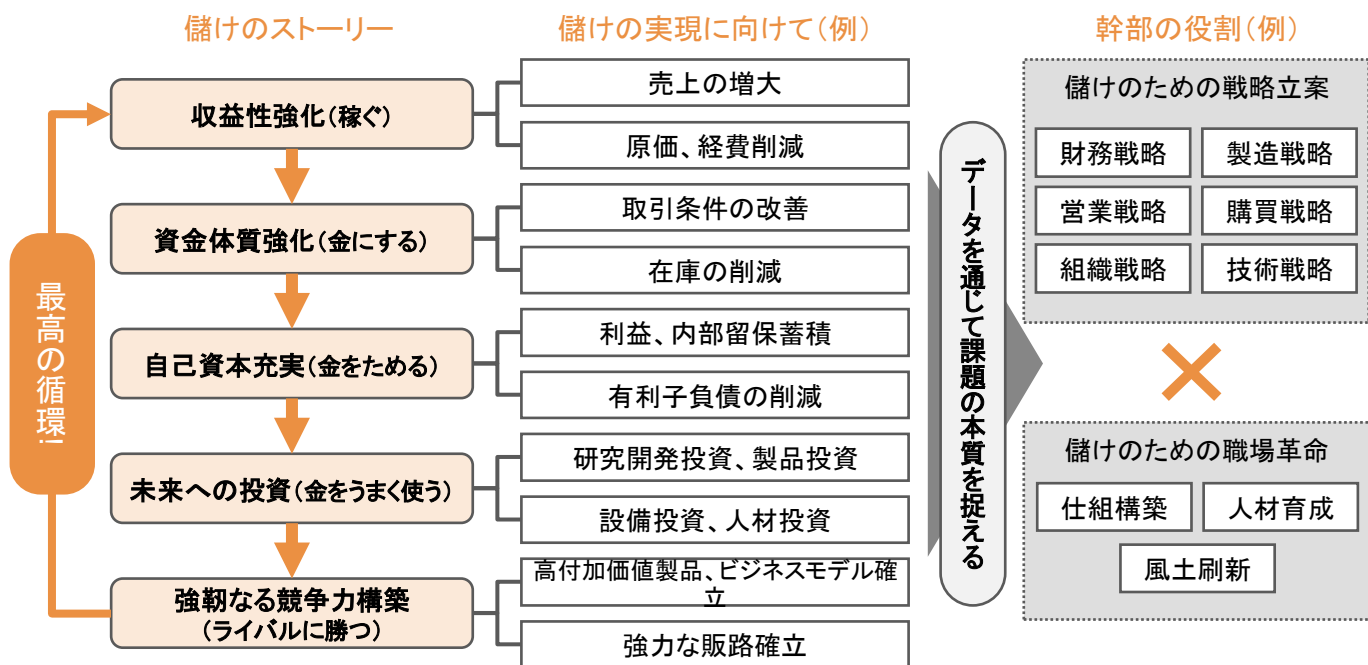 儲けのストーリー
儲けの実現に向けて(例)
幹部の役割(例)
最高の循環!!
収益性強化(稼ぐ)
資金体質強化(金にする)
自己資本充実(金をためる)
未来への投資(金をうまく使う)
強靭なる競争力構築
(ライバルに勝つ)
売上の増大
原価、経費削減
取引条件の改善
在庫の削減
利益、内部留保蓄積
有利子負債の削減
研究開発投資、製品投資
設備投資、人材投資
高付加価値製品、ビジネスモデル確
立
強力な販路確立
データを通じて課題の本質を捉える
儲けのための戦略立案
財務戦略
製造戦略
営業戦略
購買戦略
組織戦略
技術戦略
儲けのための職場革命
仕組構築
人材育成
風土刷新